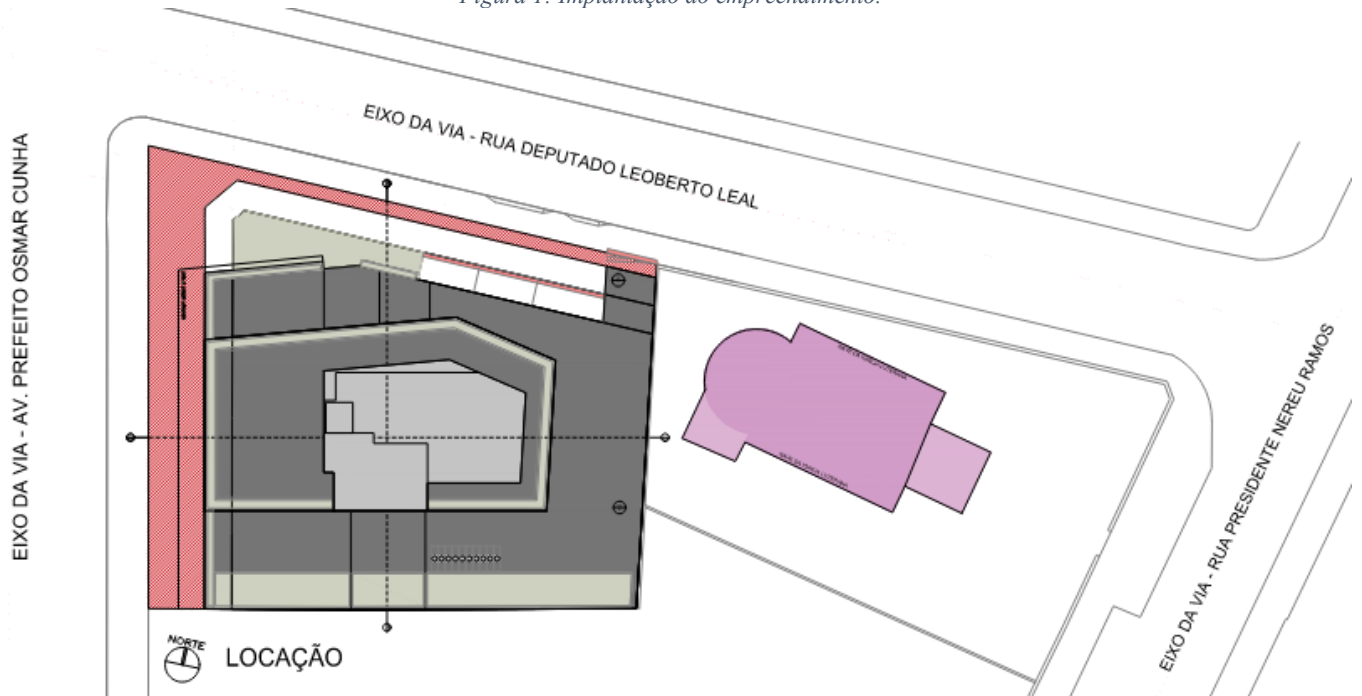 Figura 1: Implantação do empreendimento.
EIXO DA VIA - RUA DEPUTADO LEOBERTO LEAL
EIXO DA VIA - AV. PREFEITO OSMAR CUNHA
EIXO DA VIA - RUA PRESIDENTE NEREU RAMOS
NORTE
LOCAÇÃO